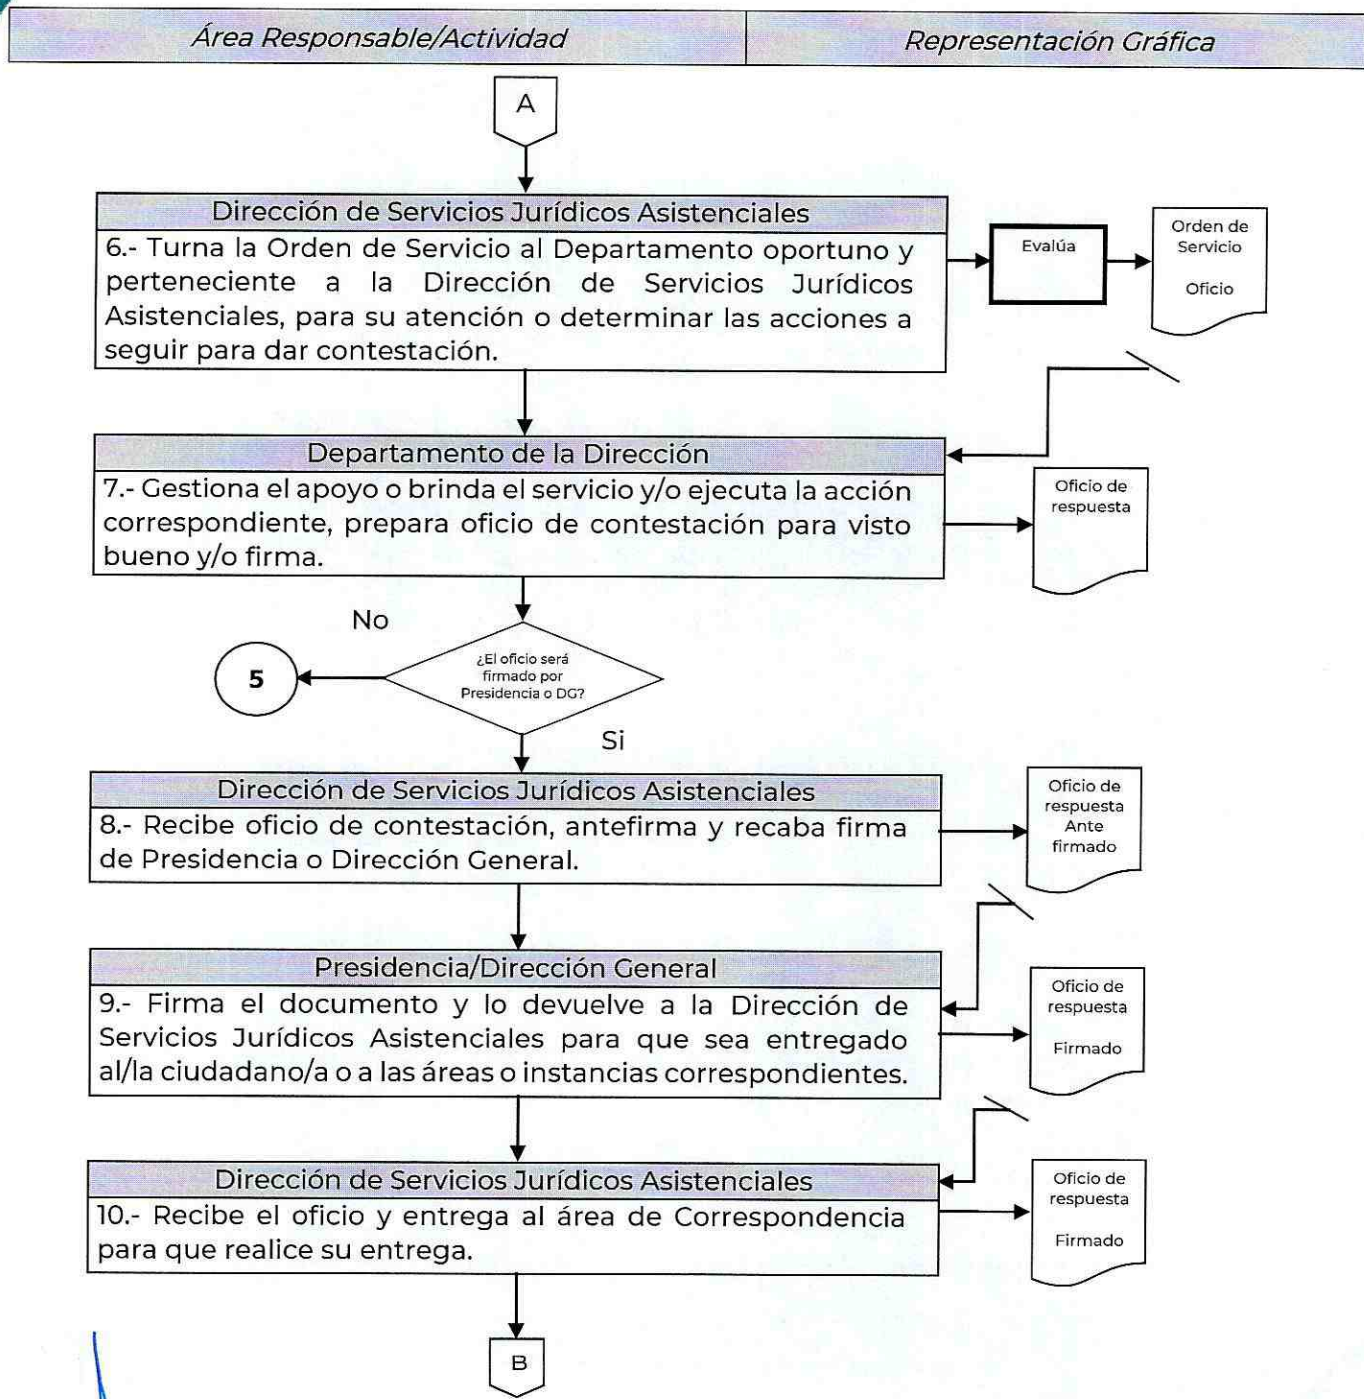 Área Responsable/Actividad
Representación Gráfica
A
Dirección de Servicios Jurídicos Asistenciales
6.- Turna la Orden de Servicio al Departamento oportuno y
perteneciente a la Dirección de Servicios Jurídicos
Asistenciales, para su atención o determinar las acciones a
seguir para dar contestación.
Evalúa
Orden de
Servicio
Oficio
Departamento de la Dirección
7.- Gestiona el apoyo o brinda el servicio y/o ejecuta la acción
correspondiente, prepara oficio de contestación para visto
bueno y/o firma.
Oficio de
respuesta
No
5
¿El oficio será
firmado por
Presidencia o DG?
Si
Dirección de Servicios Jurídicos Asistenciales
8.- Recibe oficio de contestación, antefirma y recaba firma
de Presidencia o Dirección General.
Oficio de
respuesta
Ante
firmado
Presidencia/Dirección General
9.- Firma el documento y lo devuelve a la Dirección de
Servicios Jurídicos Asistenciales para que sea entregado
al/la ciudadano/a o a las áreas o instancias correspondientes.
Oficio de
respuesta
Firmado
Dirección de Servicios Jurídicos Asistenciales
10.- Recibe el oficio y entrega al área de Correspondencia
para que realice su entrega.
Oficio de
respuesta
Firmado
B